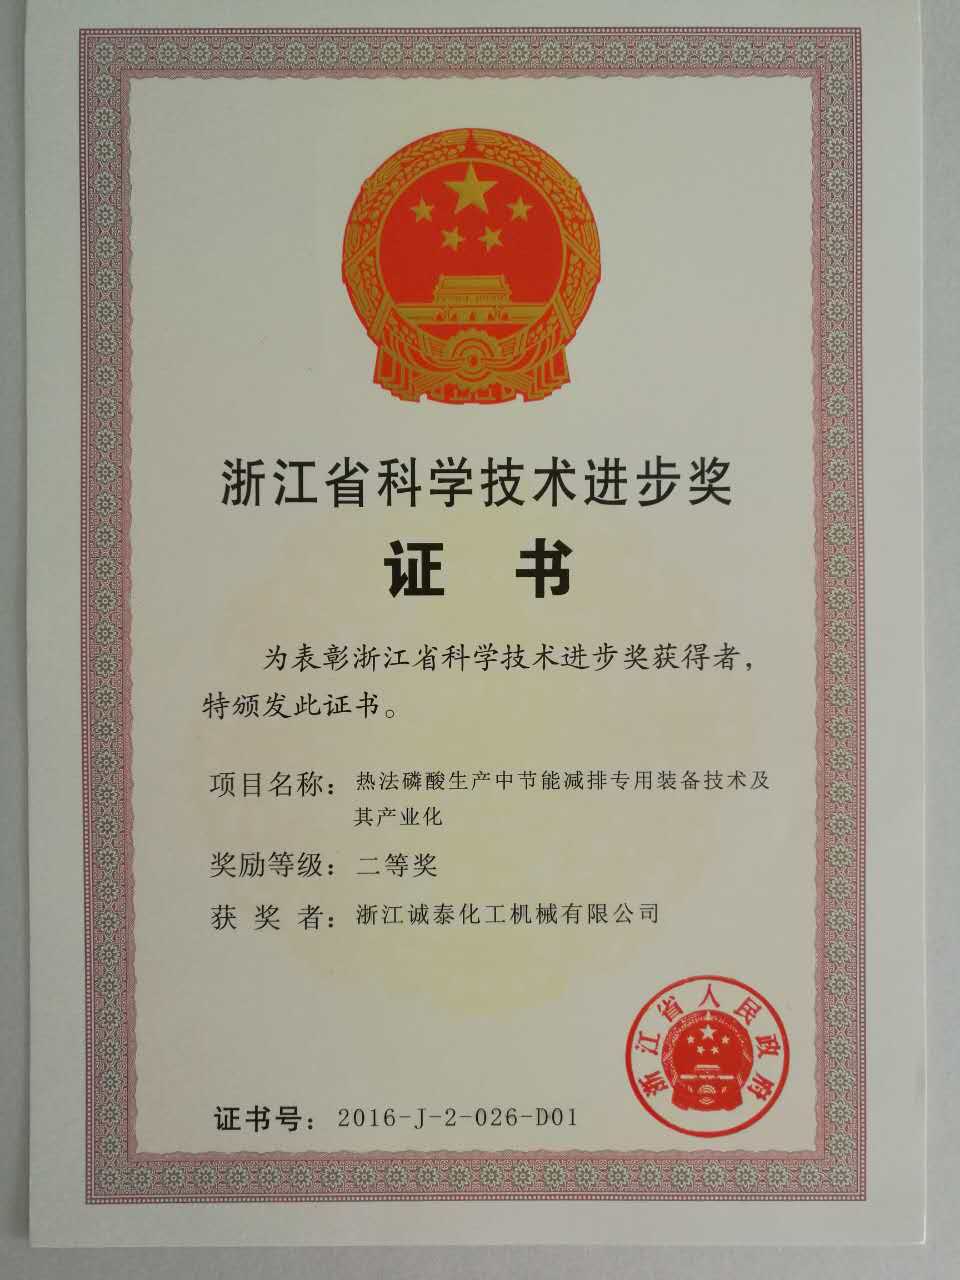 浙江省科学技术进步奖
证 书
为表彰浙江省科学技术进步奖获得者，
特颁发此证书。
项目名称：热法磷酸生产中节能减排专用装备技术及
其产业化
奖励等级：二等奖
获 奖 者：浙江诚泰化工机械有限公司
浙江省人民政府
证书号：2016-J-2-026-D01